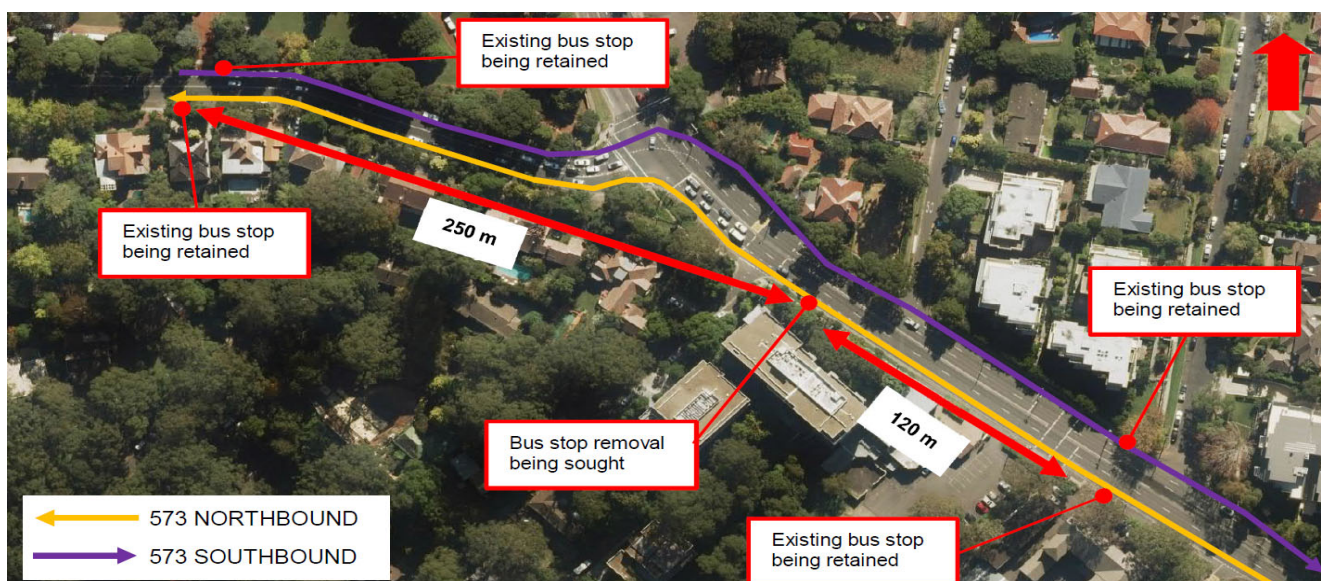 Existing bus stop
being retained
Existing bus stop
being retained
250 m
Existing bus stop
being retained
Bus stop removal
being sought
120 m
Existing bus stop
being retained
573 NORTHBOUND
573 SOUTHBOUND